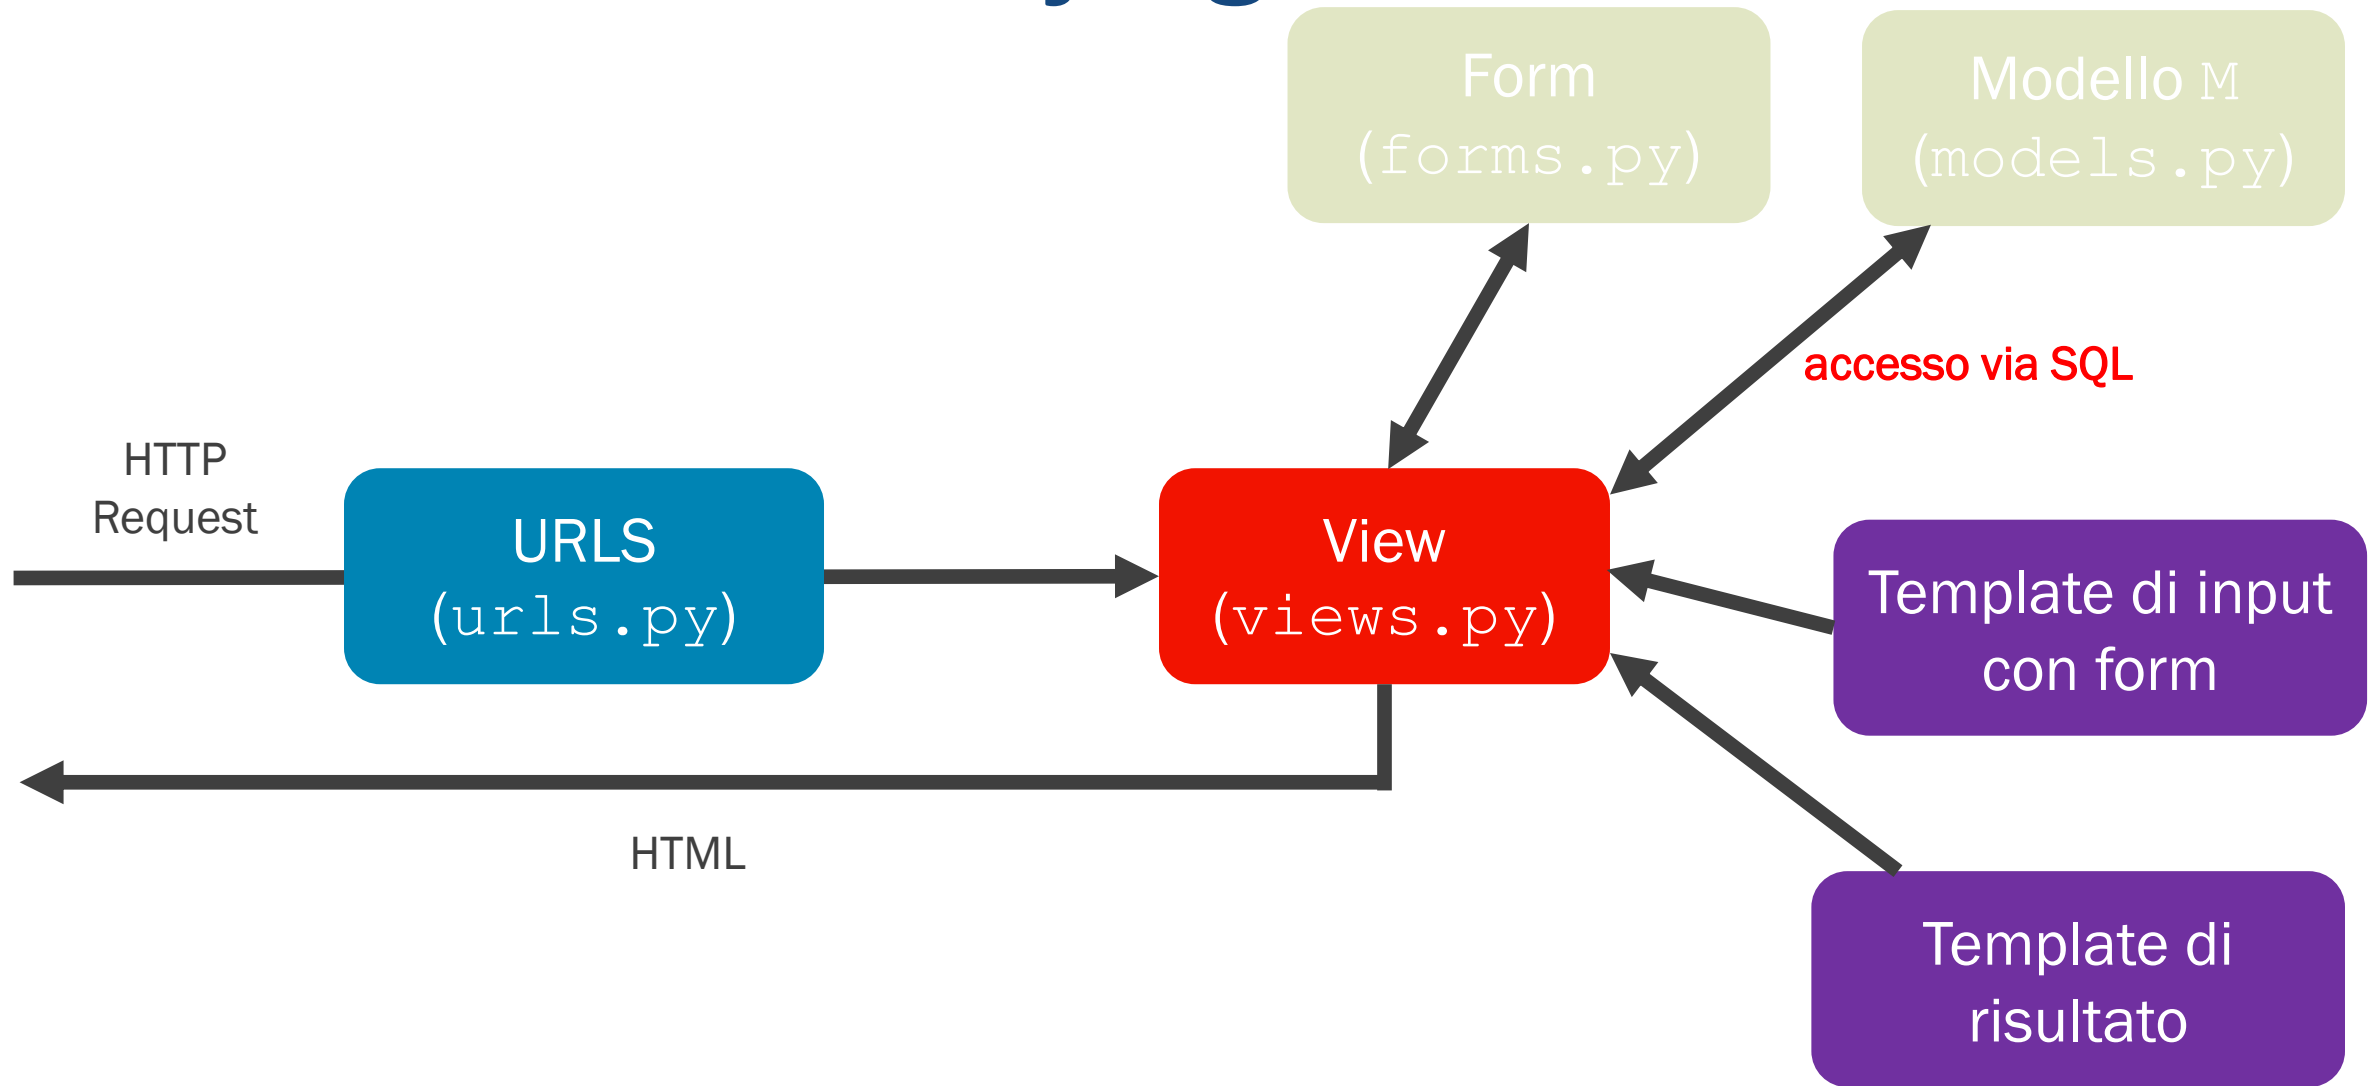 Form
(forms.py)
Modello M
(models.py)
accesso via SQL
HTTP
Request
URLS
(urls.py)
View
(views.py)
Template di input
con form
HTML
Template di
risultato